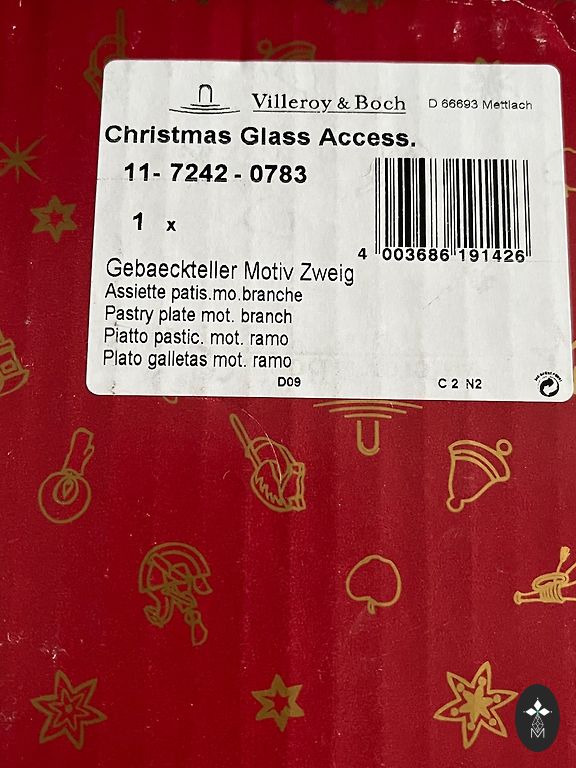 Villeroy & Boch D 66693 Mettlach
Christmas Glass Access.
11- 7242 - 0783
1 x
4 003686 191426
Gebaeckteller Motiv Zweig
Assiette patis.mo.branche
Pastry plate mot. branch
Piatto pastic. mot. ramo
Plato galletas mot. ramo
D09 C 2 N2
M